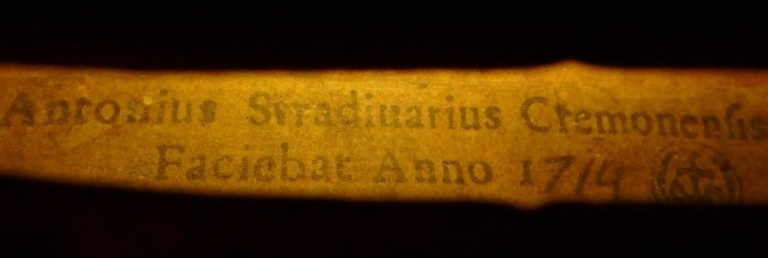 Antonius Stradiuarius Cremonensis
Faciebat Anno 1714